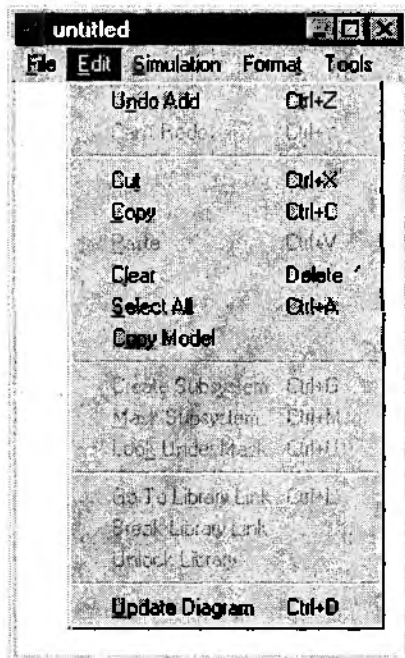 untitled
File Edit Simulation Format Tools
Undo Add Ctrl+Z
Can't Redo
Cut Ctrl+X
Copy Ctrl+C
Paste Ctrl+V
Clear Delete
Select All Ctrl+A
Copy Model
Create Subsystem Ctrl+G
Mask Subsystem Ctrl+M
Look Under Mask Ctrl+U
Go To Library Link Ctrl+L
Break Library Link
Unlock Library
Update Diagram Ctrl+D